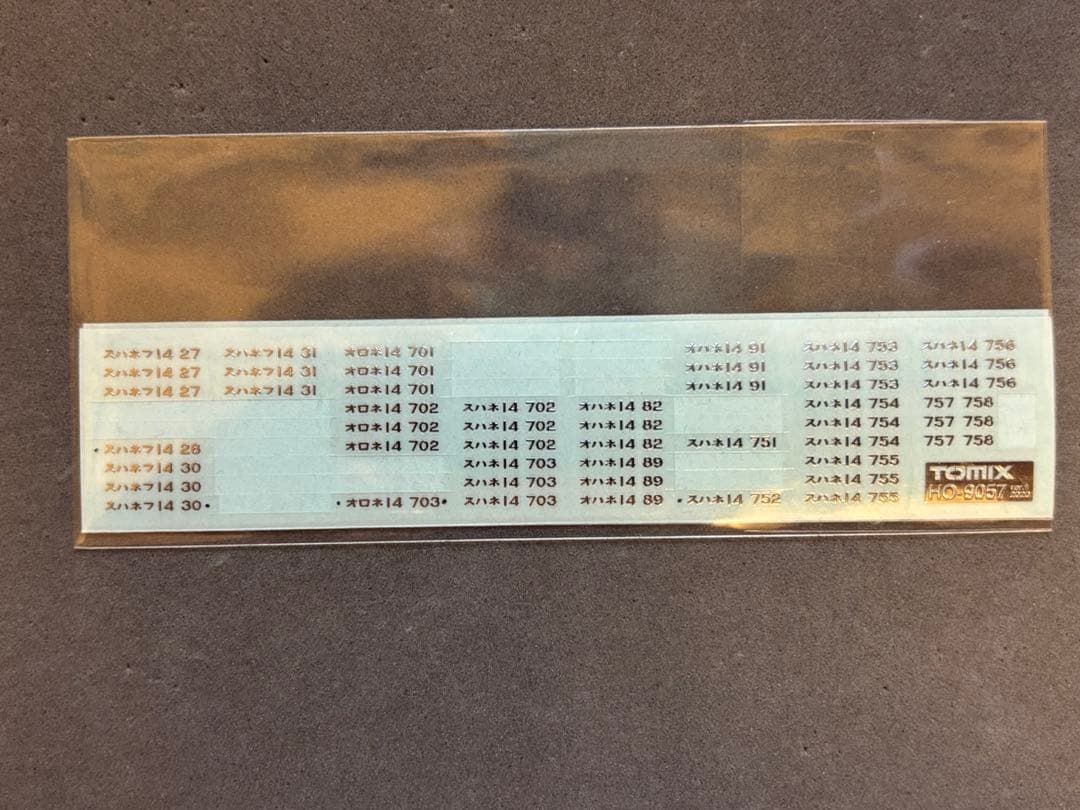 スハネフ14 27 スハネフ14 31 オロネ14 701 オハネ14 91 スハネ14 753 スハネ14 756
スハネフ14 27 スハネフ14 31 オロネ14 701 オハネ14 91 スハネ14 753 スハネ14 756
スハネフ14 27 スハネフ14 31 オロネ14 701 オハネ14 91 スハネ14 753 スハネ14 756
オロネ14 702 スハネ14 702 オハネ14 82 スハネ14 754 757 758
オロネ14 702 スハネ14 702 オハネ14 82 スハネ14 754 757 758
・スハネフ14 28 オロネ14 702 スハネ14 702 オハネ14 82 スハネ14 751 スハネ14 754 757 758
スハネフ14 30 スハネ14 703 オハネ14 89 スハネ14 755
スハネフ14 30 スハネ14 703 オハネ14 89 スハネ14 755
スハネフ14 30・ ・オロネ14 703・ スハネ14 703 オハネ14 89 ・スハネ14 752 スハネ14 755
TOMIX
HO-9057